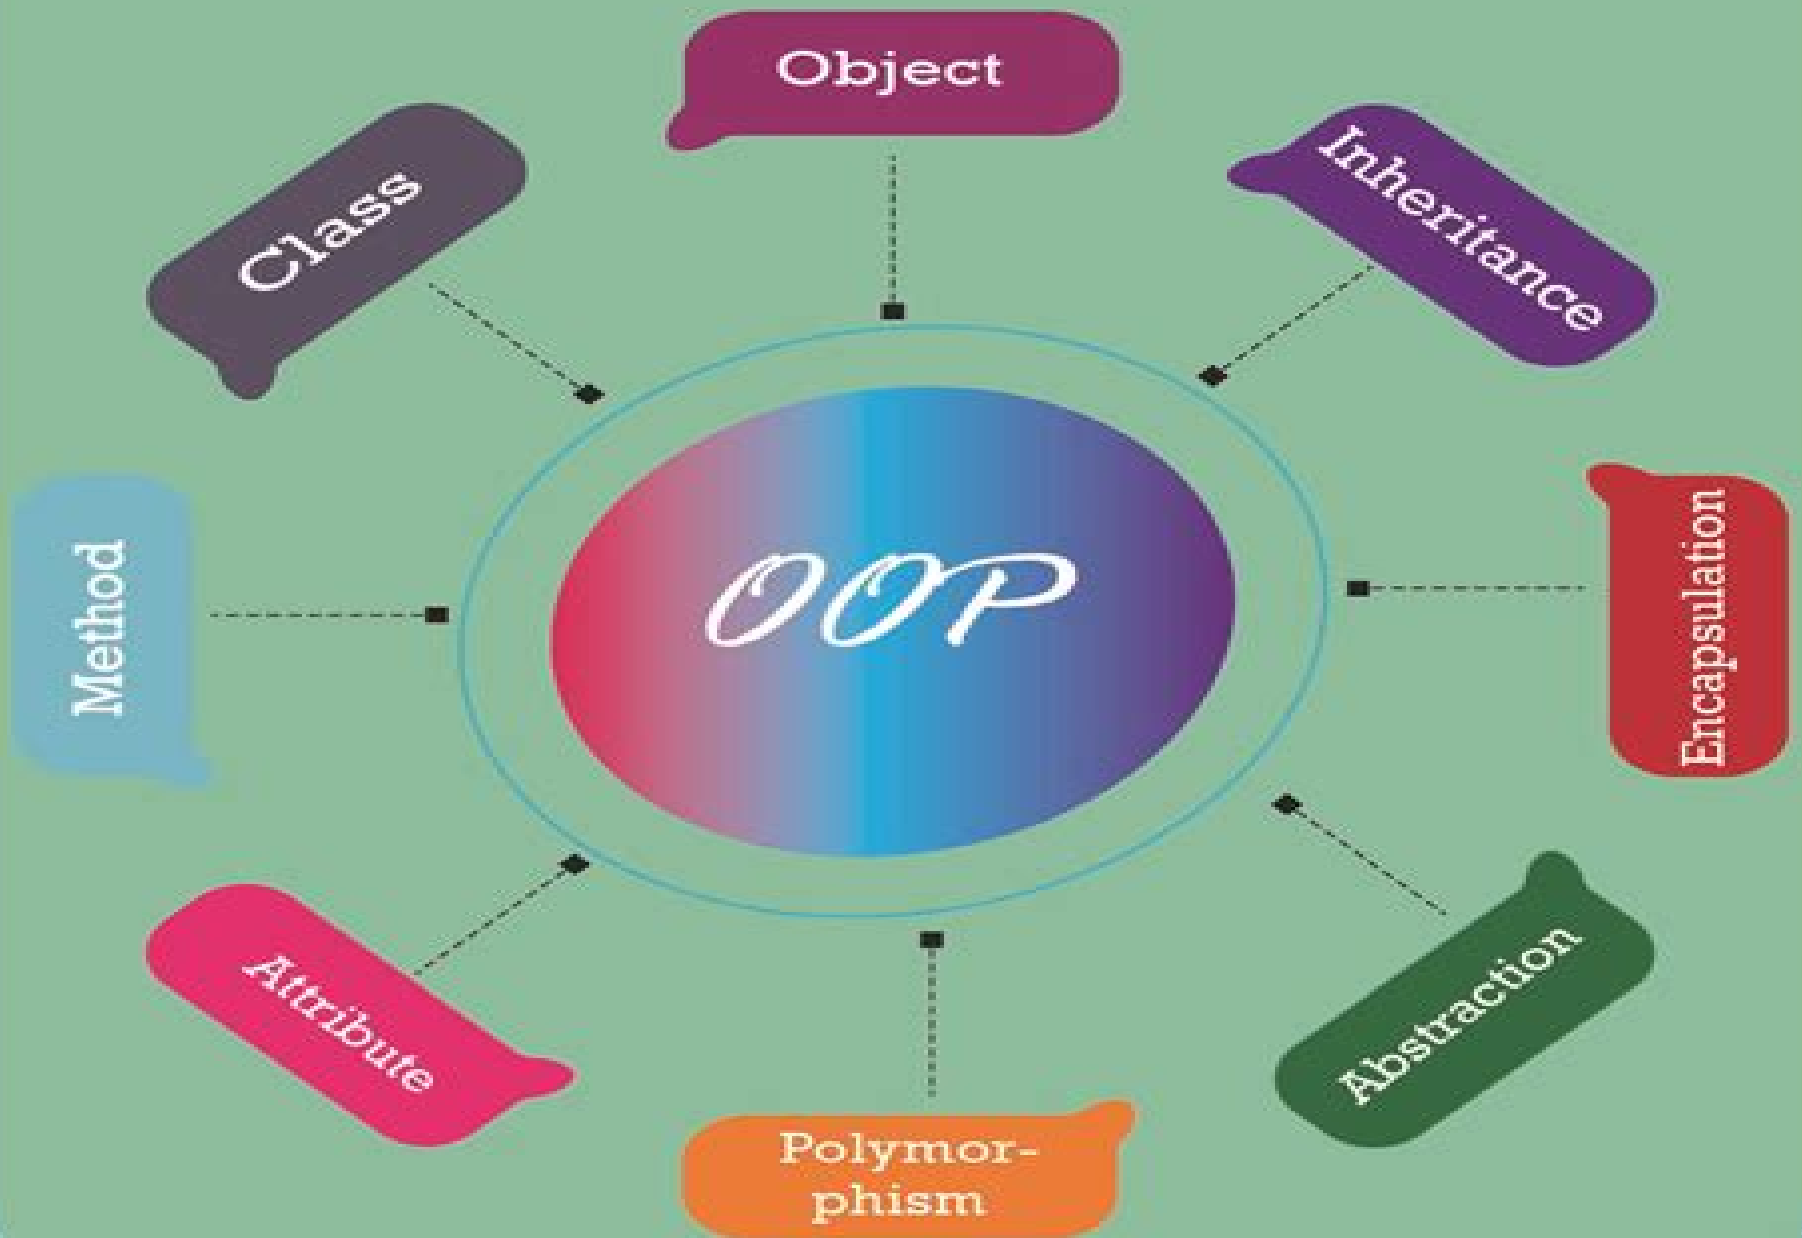 Object
Class
Inheritance
Method
OOP
Encapsulation
Attribute
Abstraction
Polymor-
phism